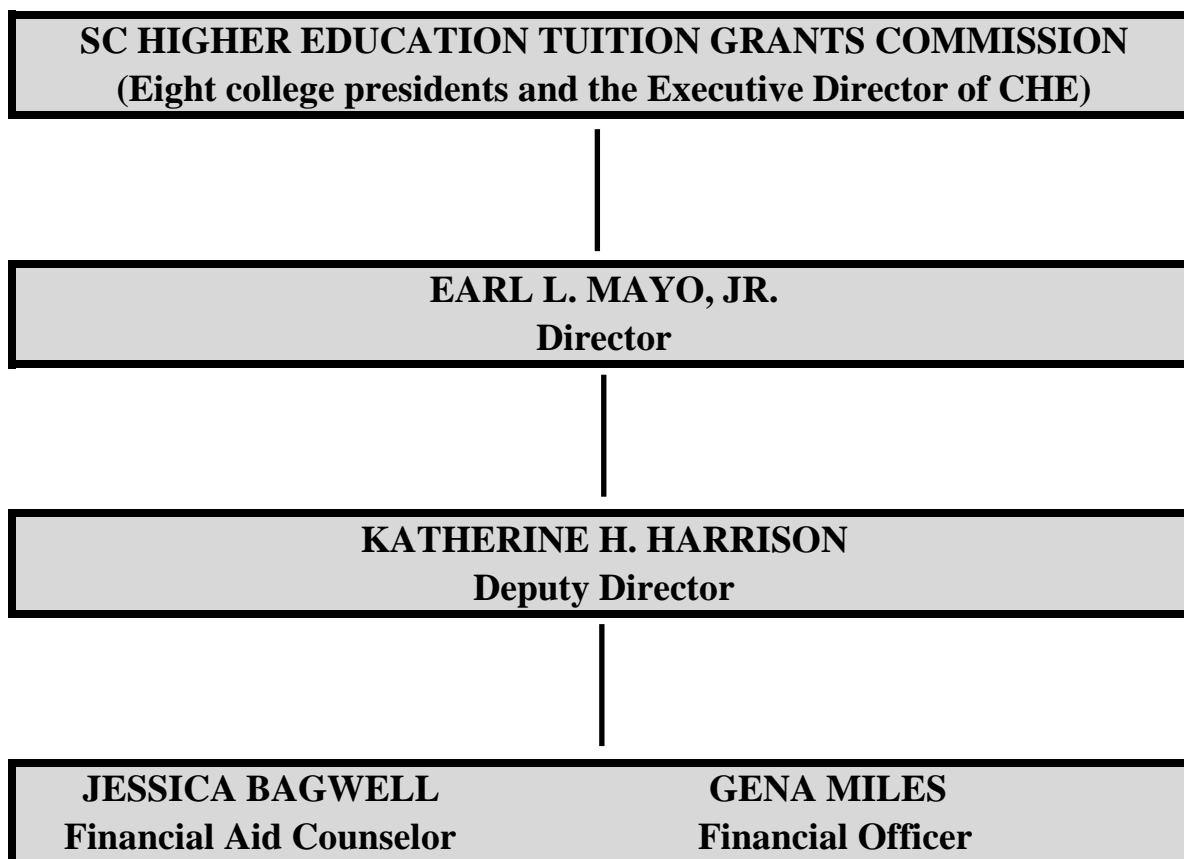 SC HIGHER EDUCATION TUITION GRANTS COMMISSION
(Eight college presidents and the Executive Director of CHE)
EARL L. MAYO, JR.
Director
KATHERINE H. HARRISON
Deputy Director
JESSICA BAGWELL GENA MILES
Financial Aid Counselor Financial Officer